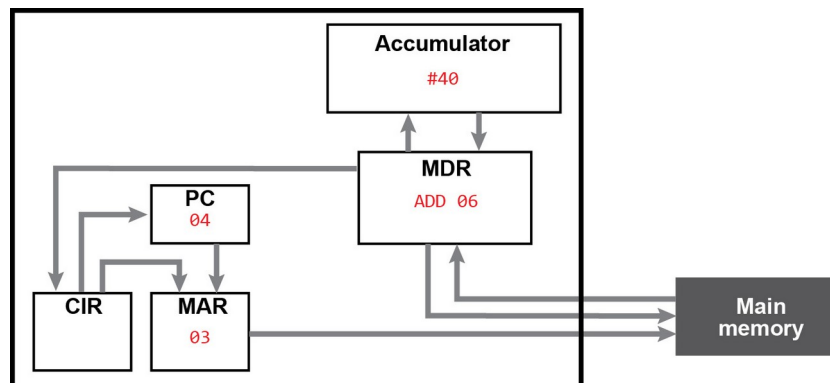 Accumulator
#40
MDR
ADD 06
PC
04
CIR
MAR
03
Main
memory